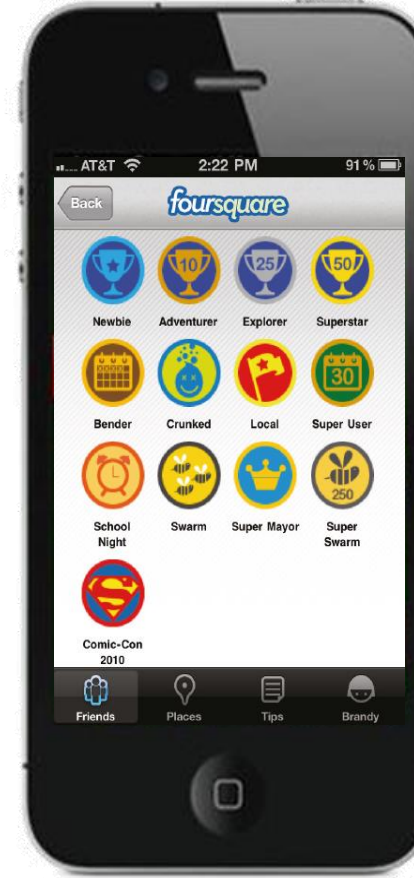 AT&T 2:22 PM 91%
Back foursquare
10 25 50
Newbie Adventurer Explorer Superstar
30
Bender Crunked Local Super User
250
School Night Swarm Super Mayor Super Swarm
S
Comic-Con
2010
Friends Places Tips Brandy